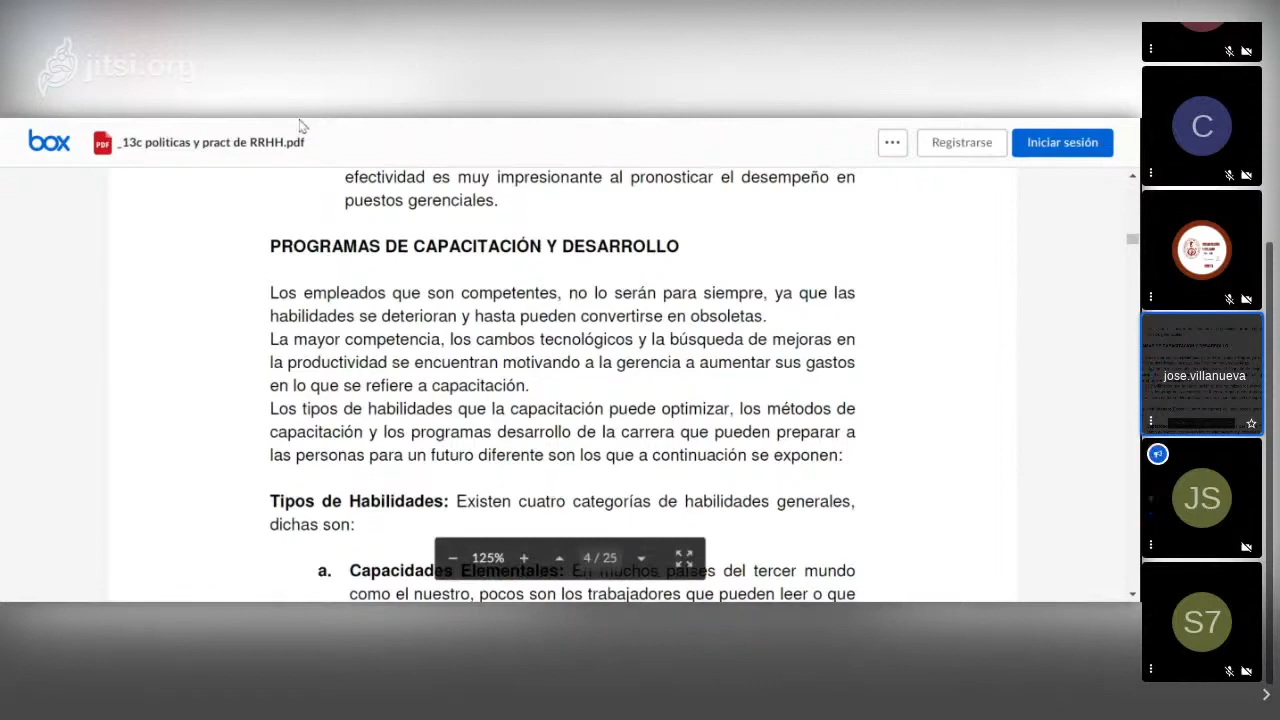 jitsi.org
box
PDF
_13c politicas y pract de RRHH.pdf
Registrarse
Iniciar sesión
efectividad es muy impresionante al pronosticar el desempeño en
puestos gerenciales.
PROGRAMAS DE CAPACITACIÓN Y DESARROLLO
Los empleados que son competentes, no lo serán para siempre, ya que las
habilidades se deterioran y hasta pueden convertirse en obsoletas.
La mayor competencia, los cambos tecnológicos y la búsqueda de mejoras en
la productividad se encuentran motivando a la gerencia a aumentar sus gastos
en lo que se refiere a capacitación.
Los tipos de habilidades que la capacitación puede optimizar, los métodos de
capacitación y los programas desarrollo de la carrera que pueden preparar a
las personas para un futuro diferente son los que a continuación se exponen:
Tipos de Habilidades: Existen cuatro categorías de habilidades generales,
dichas son:
125%
4 / 25
a. Capacidades Elementales: En muchos países del tercer mundo
como el nuestro, pocos son los trabajadores que pueden leer o que
C
jose.villanueva
JS
S7